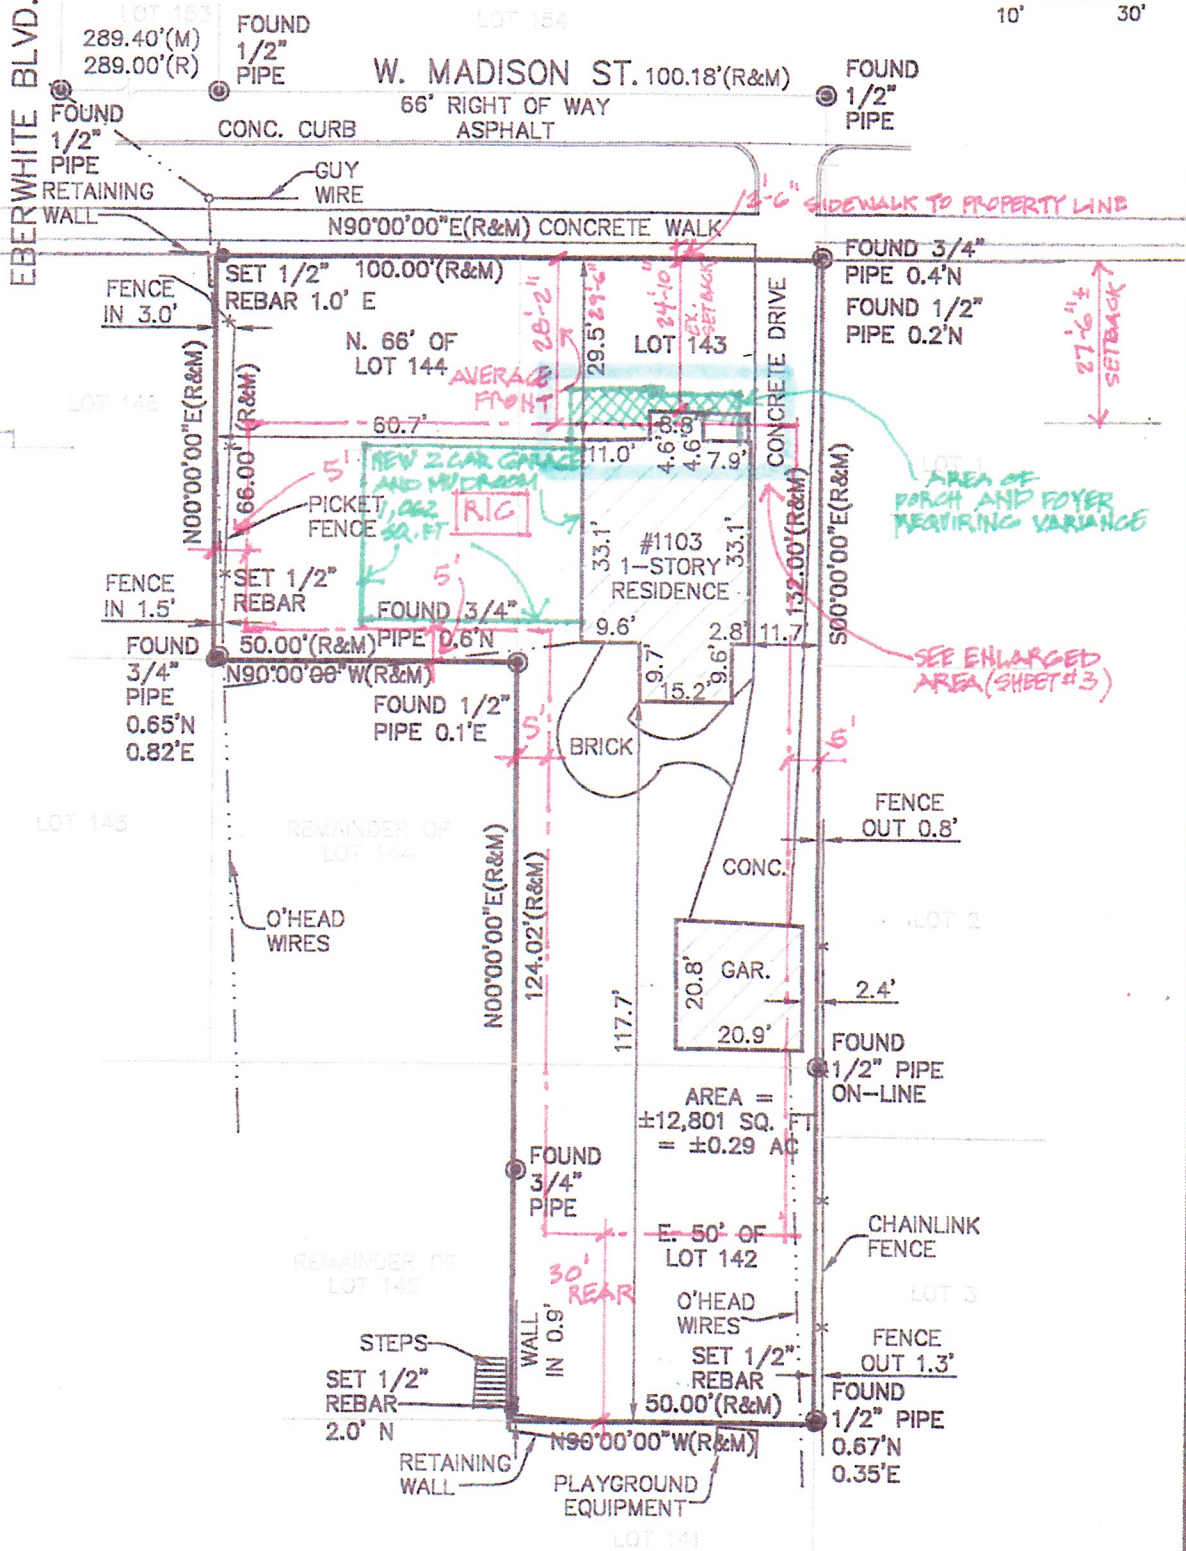 LOT 153
LOT 154
10'
30'
EBERWHITE BLVD.
289.40'(M)
289.00'(R)
FOUND
1/2"
PIPE
W. MADISON ST.
100.18'(R&M)
66' RIGHT OF WAY
ASPHALT
FOUND
1/2"
PIPE
FOUND
1/2"
PIPE
CONC. CURB
RETAINING
WALL
GUY
WIRE
2'-6" SIDEWALK TO PROPERTY LINE
N90°00'00"E(R&M) CONCRETE WALK
SET 1/2"
REBAR 1.0' E
100.00'(R&M)
FOUND 3/4"
PIPE 0.4'N
FOUND 1/2"
PIPE 0.2'N
FENCE
IN 3.0'
N. 66' OF
LOT 144
28'-2"
29.5'
29'-6"
24'-10"
EX.
SETBACK
LOT 143
CONCRETE DRIVE
27'-6"±
SETBACK
AVERAGE
FRONT
N00°00'00"E(R&M)
66.00'(R&M)
60.7'
8.8'
11.0'
4.6'
4.6'
7.9'
LOT 1
AREA OF
PORCH AND FOYER
REQUIRING VARIANCE
5'
NEW 2 CAR GARAGE
AND MUDROOM
1,062
SQ. FT
R1C
PICKET
FENCE
33.1'
#1103
1-STORY
RESIDENCE
33.1'
132.00'(R&M)
S00°00'00"E(R&M)
FENCE
IN 1.5'
SET 1/2"
REBAR
5'
FOUND 3/4"
PIPE 0.6'N
9.6'
2.8'
11.7'
FOUND
3/4"
PIPE
0.65'N
0.82'E
50.00'(R&M)
N90°00'00"W(R&M)
9.7'
9.6'
15.2'
SEE ENLARGED
AREA (SHEET #3)
FOUND 1/2"
PIPE 0.1'E
5'
BRICK
5'
FENCE
OUT 0.8'
LOT 145
REMAINDER OF
LOT 144
CONC.
O'HEAD
WIRES
N00°00'00"E(R&M)
124.02'(R&M)
LOT 2
20.8'
GAR.
20.9'
2.4'
117.7'
FOUND
1/2" PIPE
ON-LINE
AREA =
±12,801 SQ. FT
= ±0.29 AC
FOUND
3/4"
PIPE
E. 50' OF
LOT 142
CHAINLINK
FENCE
REMAINDER OF
LOT 142
30'
REAR
LOT 3
O'HEAD
WIRES
STEPS
WALL
IN 0.9'
FENCE
OUT 1.3'
SET 1/2"
REBAR
2.0' N
SET 1/2"
REBAR
50.00'(R&M)
FOUND
1/2" PIPE
0.67'N
0.35'E
N90°00'00"W(R&M)
RETAINING
WALL
PLAYGROUND
EQUIPMENT
LOT 141